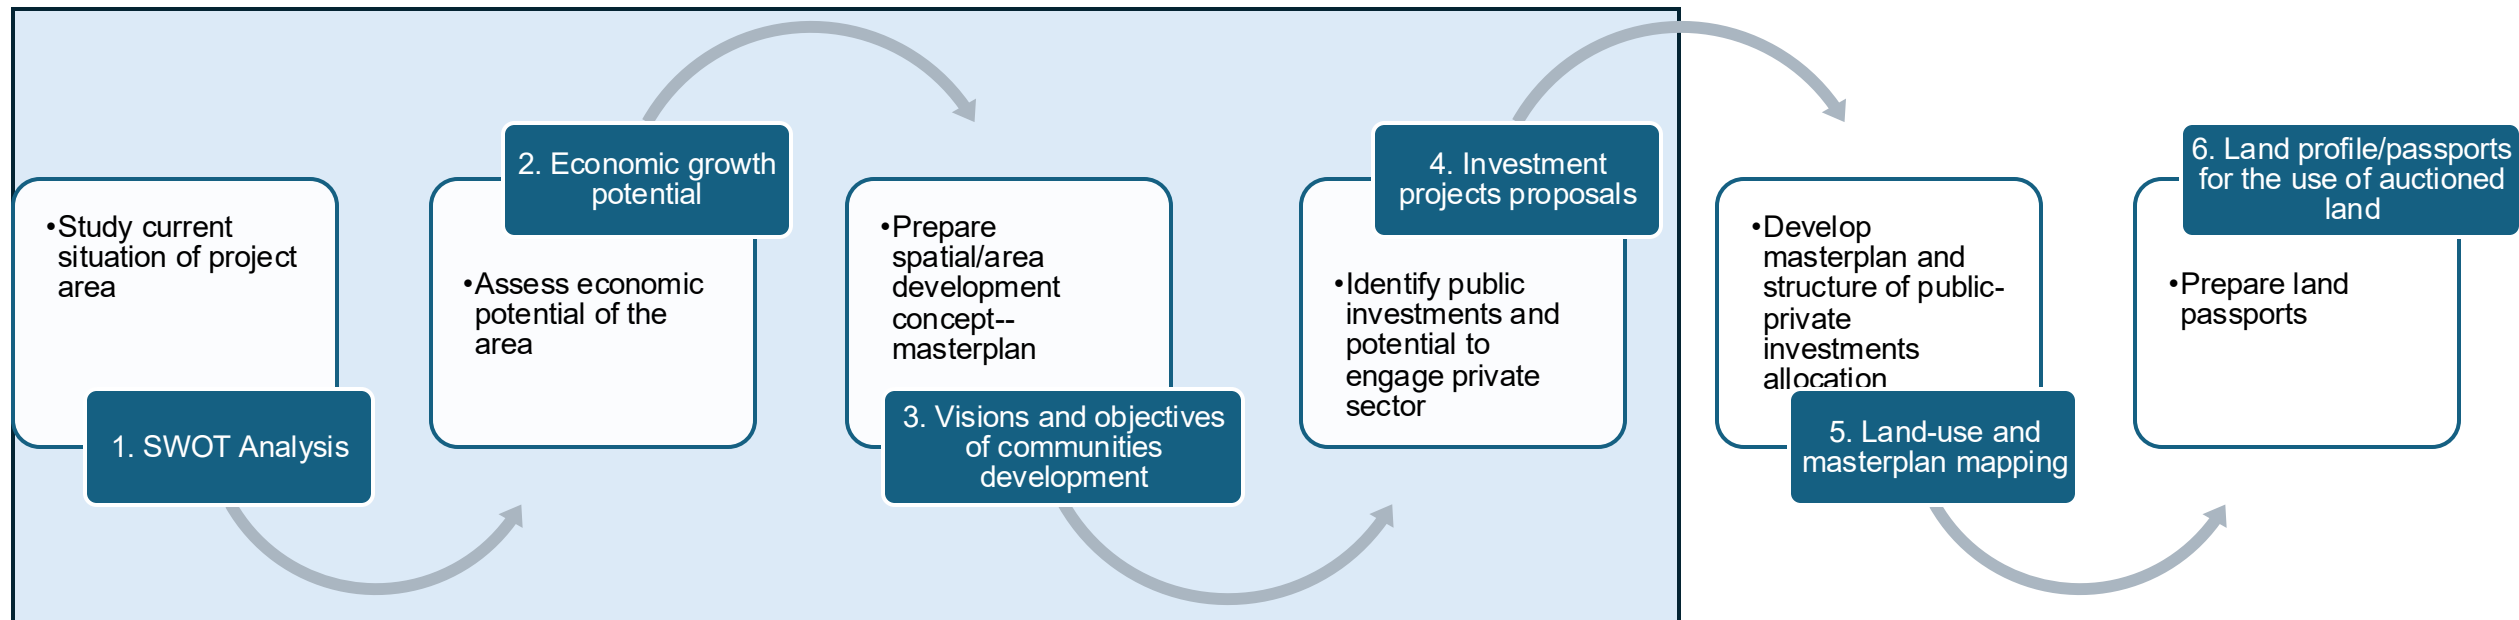 •Study current
situation of project
area
1. SWOT Analysis
2. Economic growth
potential
•Assess economic
potential of the
area
•Prepare
spatial/area
development
concept--
masterplan
3. Visions and objectives
of communities
development
4. Investment
projects proposals
•Identify public
investments and
potential to
engage private
sector
•Develop
masterplan and
structure of public-
private
investments
allocation
5. Land-use and
masterplan mapping
6. Land profile/passports
for the use of auctioned
land
•Prepare land
passports